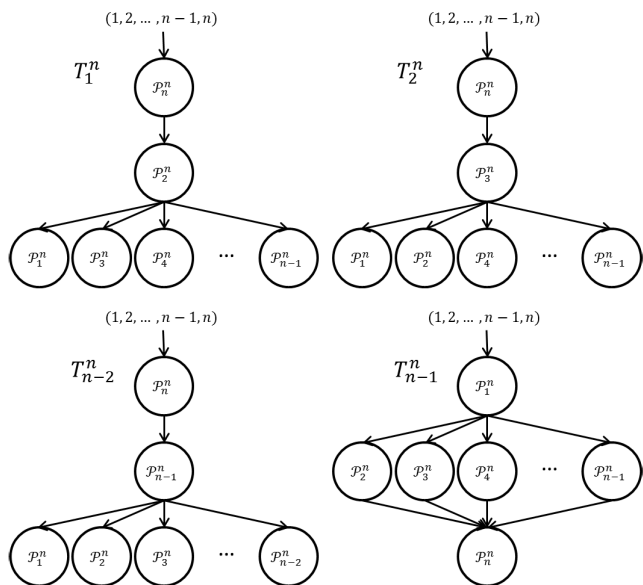 (1,2, ... , n − 1, n)
T₁ⁿ
𝒫ₙⁿ
𝒫₂ⁿ
𝒫₁ⁿ 𝒫₃ⁿ 𝒫₄ⁿ ... 𝒫ₙ₋₁ⁿ
(1,2, ... , n − 1, n)
T₂ⁿ
𝒫ₙⁿ
𝒫₃ⁿ
𝒫₁ⁿ 𝒫₂ⁿ 𝒫₄ⁿ ... 𝒫ₙ₋₁ⁿ
(1,2, ... , n − 1, n)
Tₙ₋₂ⁿ
𝒫ₙⁿ
𝒫ₙ₋₁ⁿ
𝒫₁ⁿ 𝒫₂ⁿ 𝒫₃ⁿ ... 𝒫ₙ₋₂ⁿ
(1,2, ... , n − 1, n)
Tₙ₋₁ⁿ
𝒫₁ⁿ
𝒫₂ⁿ 𝒫₃ⁿ 𝒫₄ⁿ ... 𝒫ₙ₋₁ⁿ
𝒫ₙⁿ